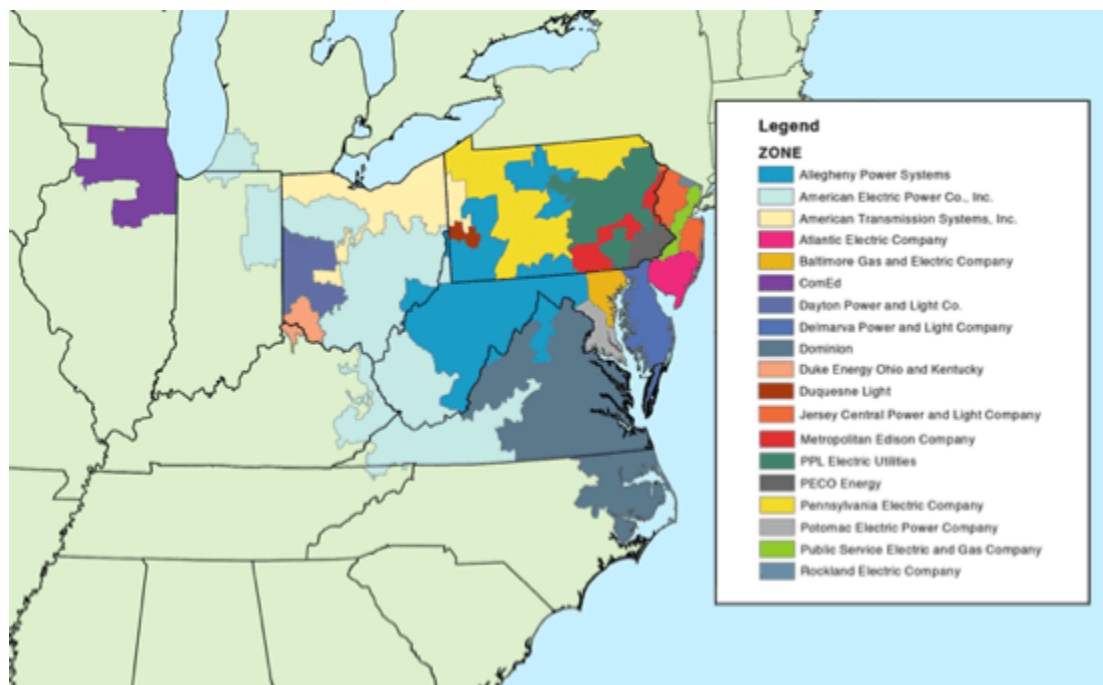 Legend
ZONE
Allegheny Power Systems
American Electric Power Co., Inc.
American Transmission Systems, Inc.
Atlantic Electric Company
Baltimore Gas and Electric Company
ComEd
Dayton Power and Light Co.
Delmarva Power and Light Company
Dominion
Duke Energy Ohio and Kentucky
Duquesne Light
Jersey Central Power and Light Company
Metropolitan Edison Company
PPL Electric Utilities
PECO Energy
Pennsylvania Electric Company
Potomac Electric Power Company
Public Service Electric and Gas Company
Rockland Electric Company